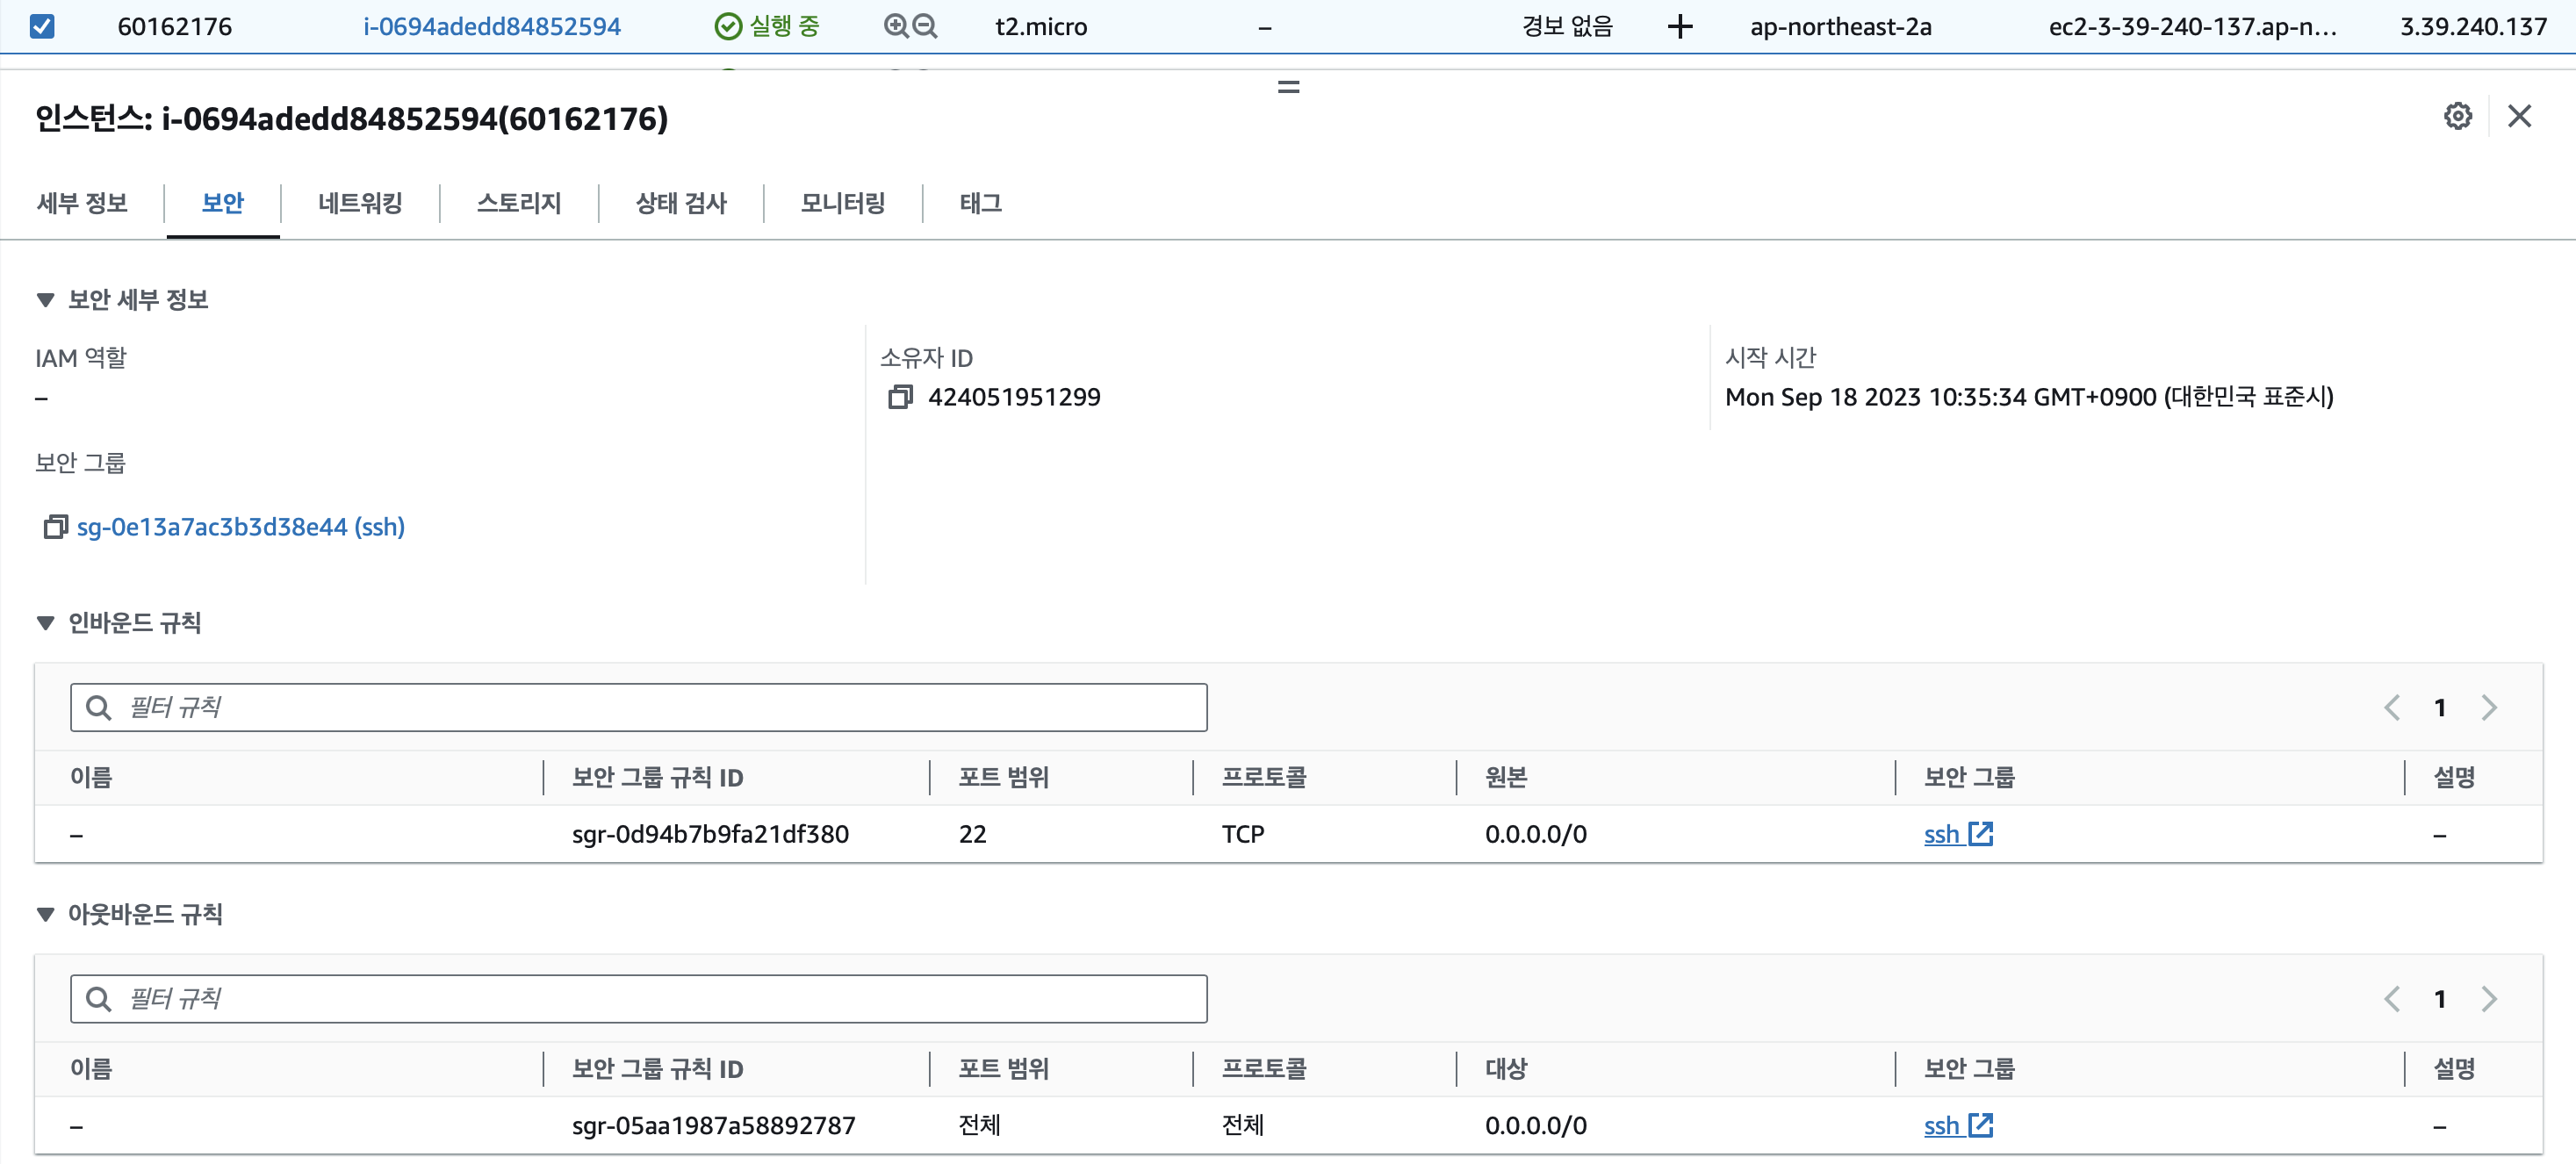 60162176 i-0694adedd84852594 실행 중 t2.micro – 경보 없음 + ap-northeast-2a ec2-3-39-240-137.ap-n... 3.39.240.137
인스턴스: i-0694adedd84852594(60162176)
세부 정보 보안 네트워킹 스토리지 상태 검사 모니터링 태그
▼ 보안 세부 정보
IAM 역할 소유자 ID 시작 시간
– 424051951299 Mon Sep 18 2023 10:35:34 GMT+0900 (대한민국 표준시)
보안 그룹
sg-0e13a7ac3b3d38e44 (ssh)
▼ 인바운드 규칙
필터 규칙 1
이름 보안 그룹 규칙 ID 포트 범위 프로토콜 원본 보안 그룹 설명
– sgr-0d94b7b9fa21df380 22 TCP 0.0.0.0/0 ssh –
▼ 아웃바운드 규칙
필터 규칙 1
이름 보안 그룹 규칙 ID 포트 범위 프로토콜 대상 보안 그룹 설명
– sgr-05aa1987a58892787 전체 전체 0.0.0.0/0 ssh –